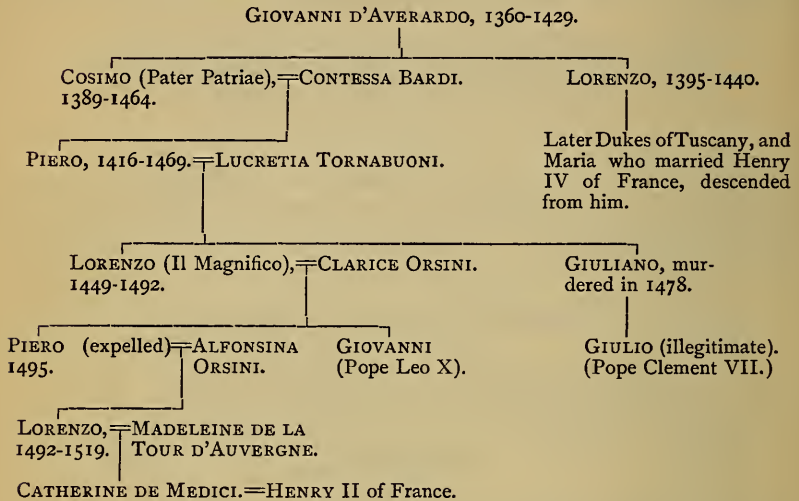 GIOVANNI D'AVERARDO, 1360-1429.
COSIMO (Pater Patriae),=CONTESSA BARDI.
1389-1464.
LORENZO, 1395-1440.
PIERO, 1416-1469.=LUCRETIA TORNABUONI.
Later Dukes of Tuscany, and
Maria who married Henry
IV of France, descended
from him.
LORENZO (Il Magnifico),=CLARICE ORSINI.
1449-1492.
GIULIANO, mur-
dered in 1478.
PIERO (expelled)=ALFONSINA
1495. ORSINI.
GIOVANNI
(Pope Leo X).
GIULIO (illegitimate).
(Pope Clement VII.)
LORENZO,=MADELEINE DE LA
1492-1519. TOUR D'AUVERGNE.
CATHERINE DE MEDICI.=HENRY II of France.